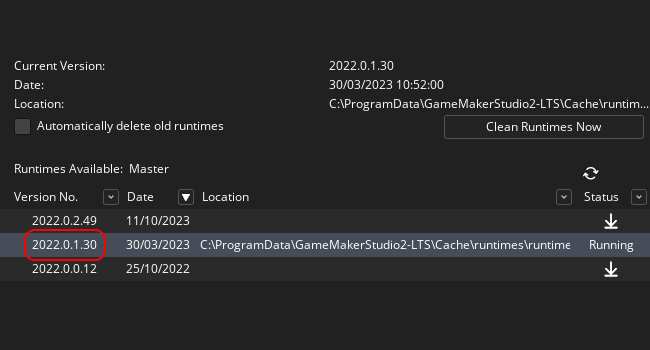 Current Version: 2022.0.1.30
Date: 30/03/2023 10:52:00
Location: C:\ProgramData\GameMakerStudio2-LTS\Cache\runtim...
Automatically delete old runtimes Clean Runtimes Now
Runtimes Available: Master
Version No. Date Location Status
2022.0.2.49 11/10/2023
2022.0.1.30 30/03/2023 C:\ProgramData\GameMakerStudio2-LTS\Cache\runtimes\runtime Running
2022.0.0.12 25/10/2022